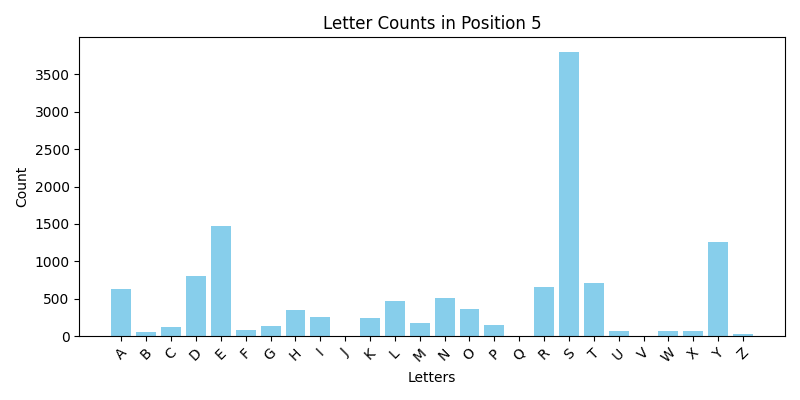 Letter Counts in Position 5
Count
3500
3000
2500
2000
1500
1000
500
0
A B C D E F G H I J K L M N O P Q R S T U V W X Y Z
Letters